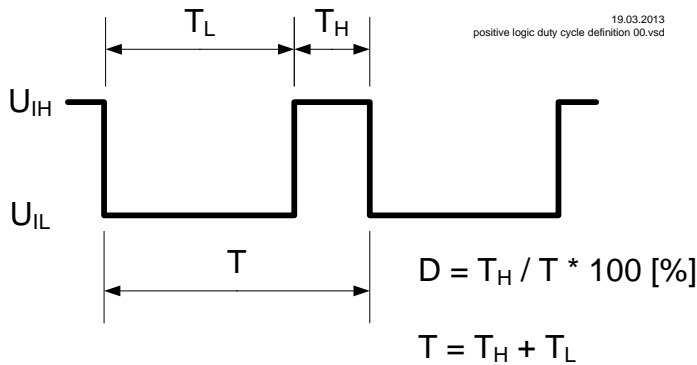 T_L
T_H
19.03.2013
positive logic duty cycle definition 00.vsd
U_IH
U_IL
T
D = T_H / T * 100 [%]
T = T_H + T_L